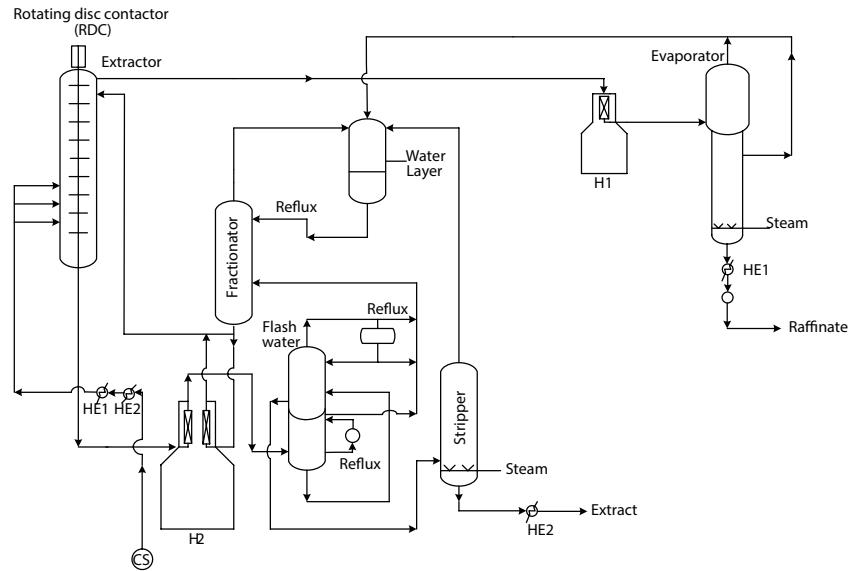 Rotating disc contactor
(RDC)
Extractor
Evaporator
H1
Water
Layer
Reflux
Fractionator
Steam
HE1
Raffinate
Reflux
Flash
water
HE1
HE2
Stripper
Reflux
Steam
Extract
HE2
H2
CS